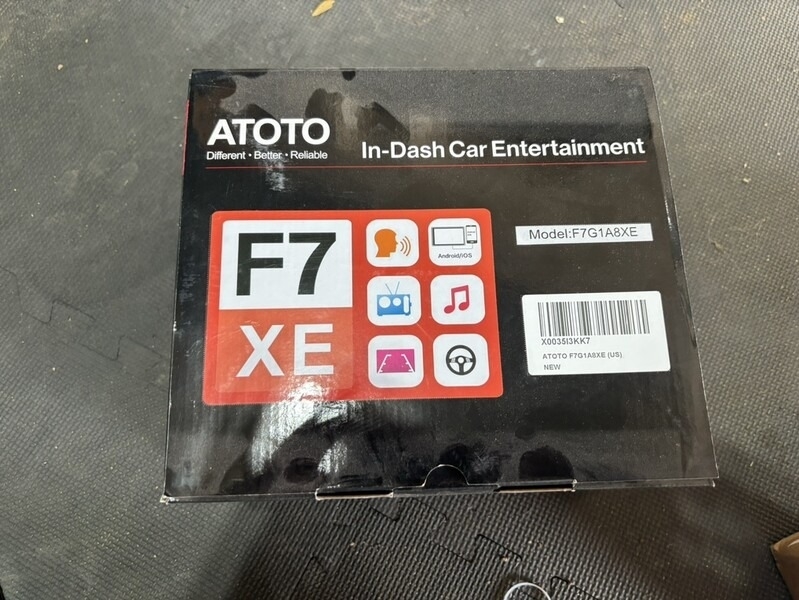 ATOTO
Different • Better • Reliable
In-Dash Car Entertainment
F7
XE
Android/iOS
Model:F7G1A8XE
X0035I3KK7
ATOTO F7G1A8XE (US)
NEW